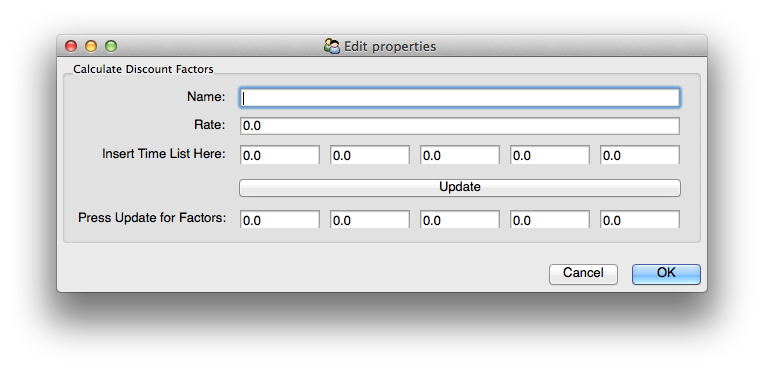 Edit properties
Calculate Discount Factors
Name:
Rate: 0.0
Insert Time List Here: 0.0 0.0 0.0 0.0 0.0
Update
Press Update for Factors: 0.0 0.0 0.0 0.0 0.0
Cancel OK